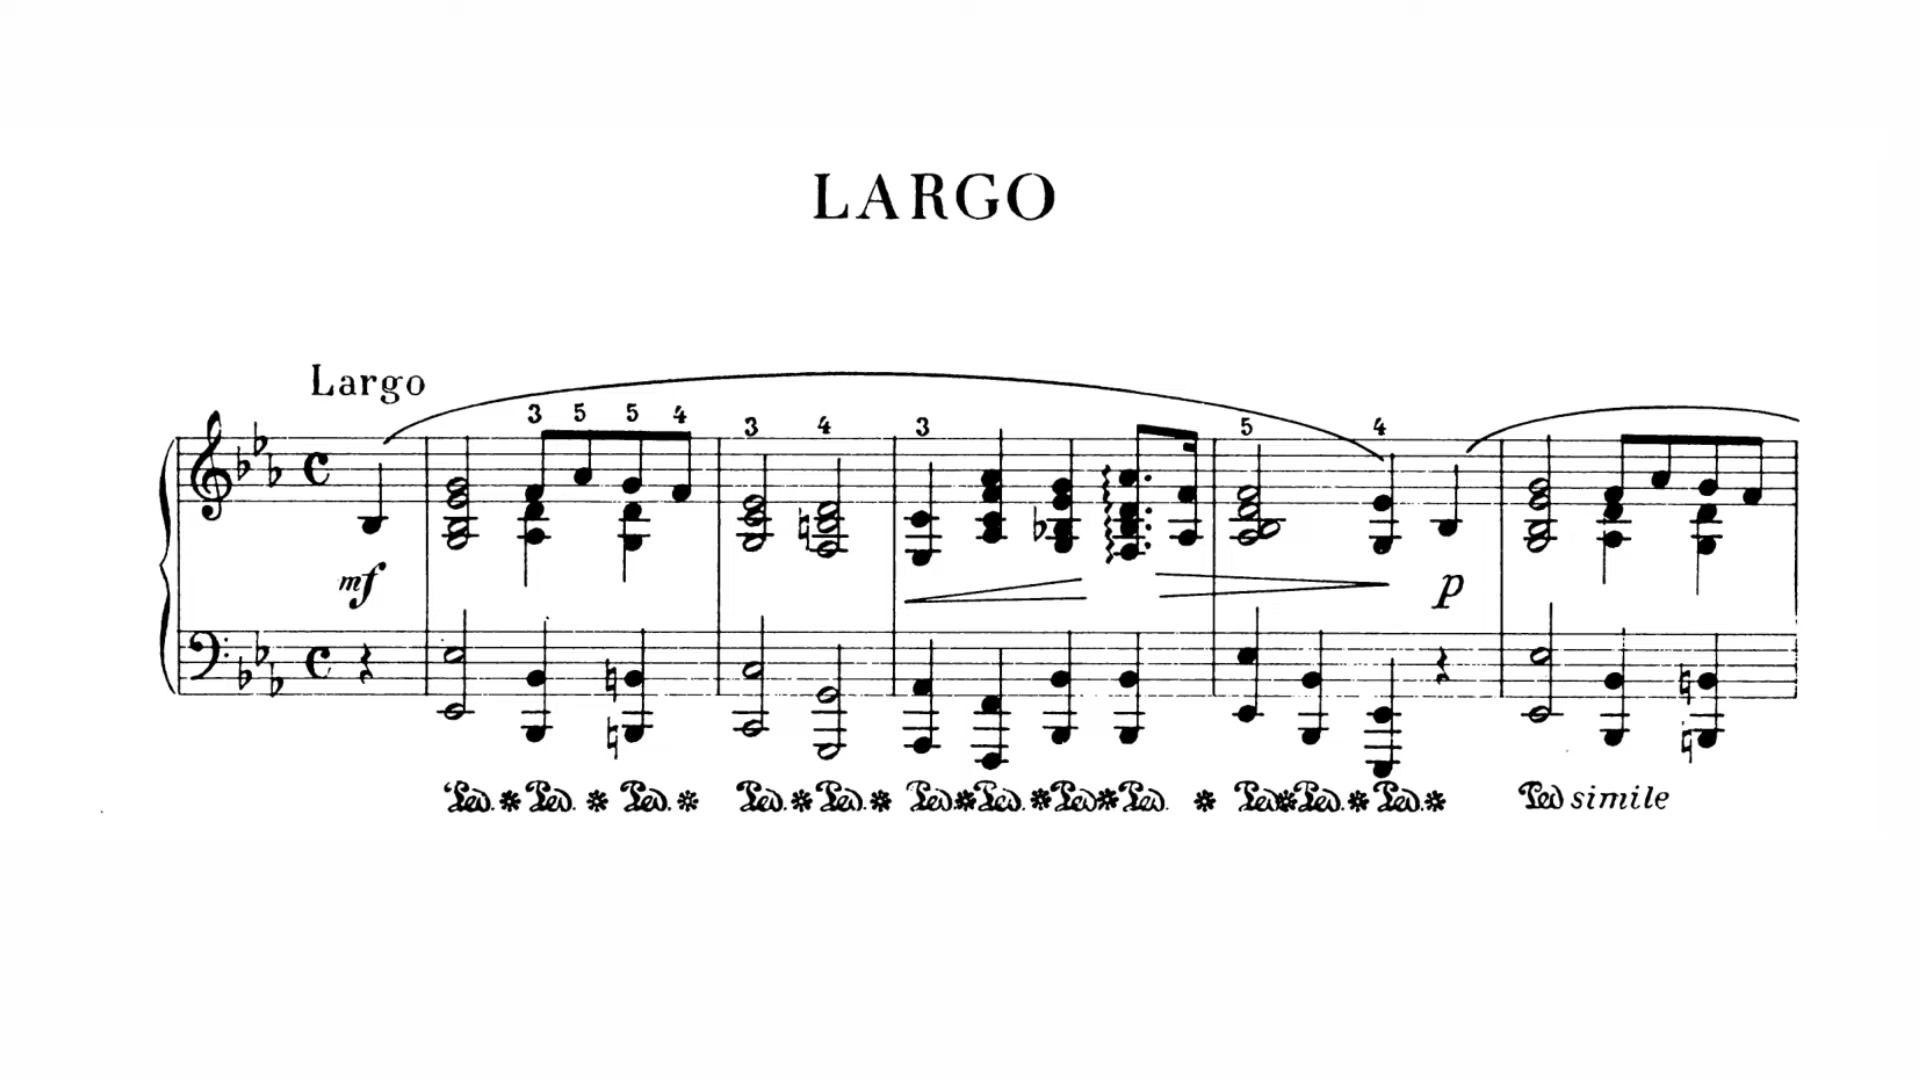 LARGO
Largo
3 5 5 4 3 4 3 5 4
mf p
Ped. * Ped. * Ped. * Ped. * Ped. * Ped * Ped. * Ped * Ped. * Ped * Ped. * Ped. * Ped simile